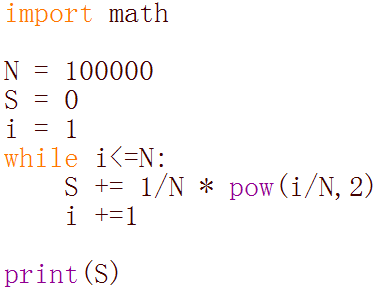 import math
N = 100000
S = 0
i = 1
while i<=N:
    S += 1/N * pow(i/N,2)
    i +=1
print(S)